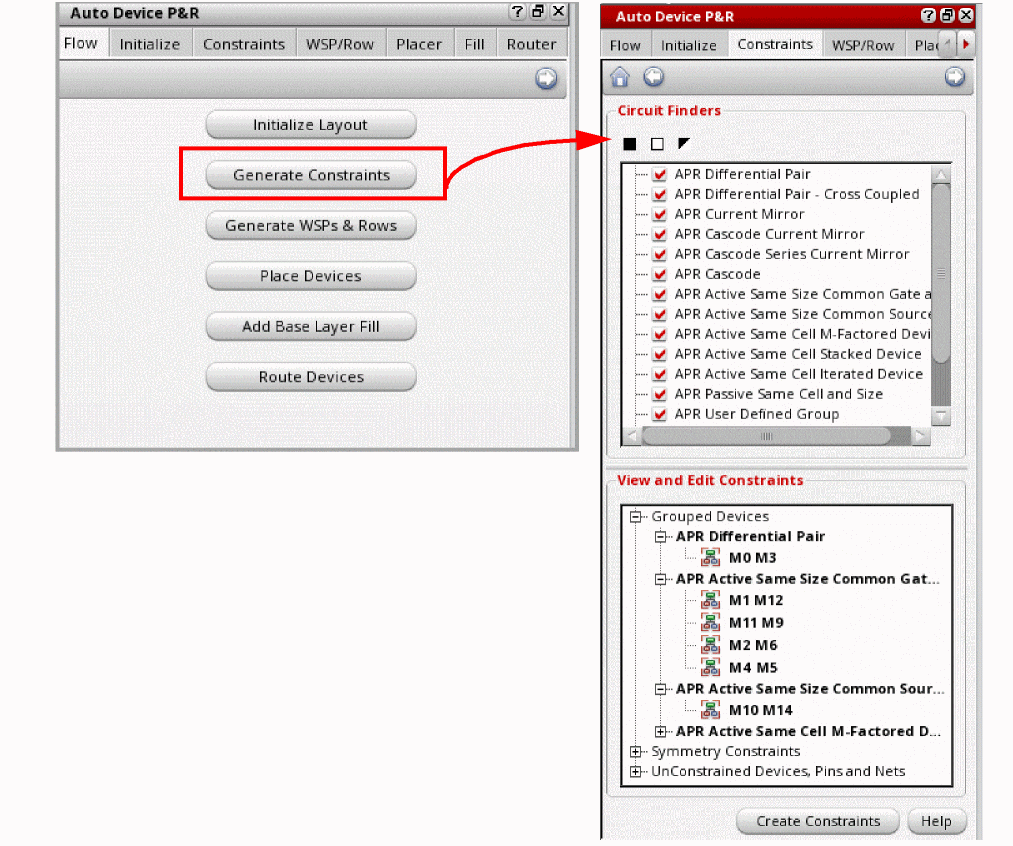 Auto Device P&R
Flow Initialize Constraints WSP/Row Placer Fill Router
Initialize Layout
Generate Constraints
Generate WSPs & Rows
Place Devices
Add Base Layer Fill
Route Devices
Auto Device P&R
Flow Initialize Constraints WSP/Row Plac
Circuit Finders
APR Differential Pair
APR Differential Pair - Cross Coupled
APR Current Mirror
APR Cascode Current Mirror
APR Cascode Series Current Mirror
APR Cascode
APR Active Same Size Common Gate a
APR Active Same Size Common Source
APR Active Same Cell M-Factored Devi
APR Active Same Cell Stacked Device
APR Active Same Cell Iterated Device
APR Passive Same Cell and Size
APR User Defined Group
View and Edit Constraints
Grouped Devices
APR Differential Pair
M0 M3
APR Active Same Size Common Gat...
M1 M12
M11 M9
M2 M6
M4 M5
APR Active Same Size Common Sour...
M10 M14
APR Active Same Cell M-Factored D...
Symmetry Constraints
UnConstrained Devices, Pins and Nets
Create Constraints Help